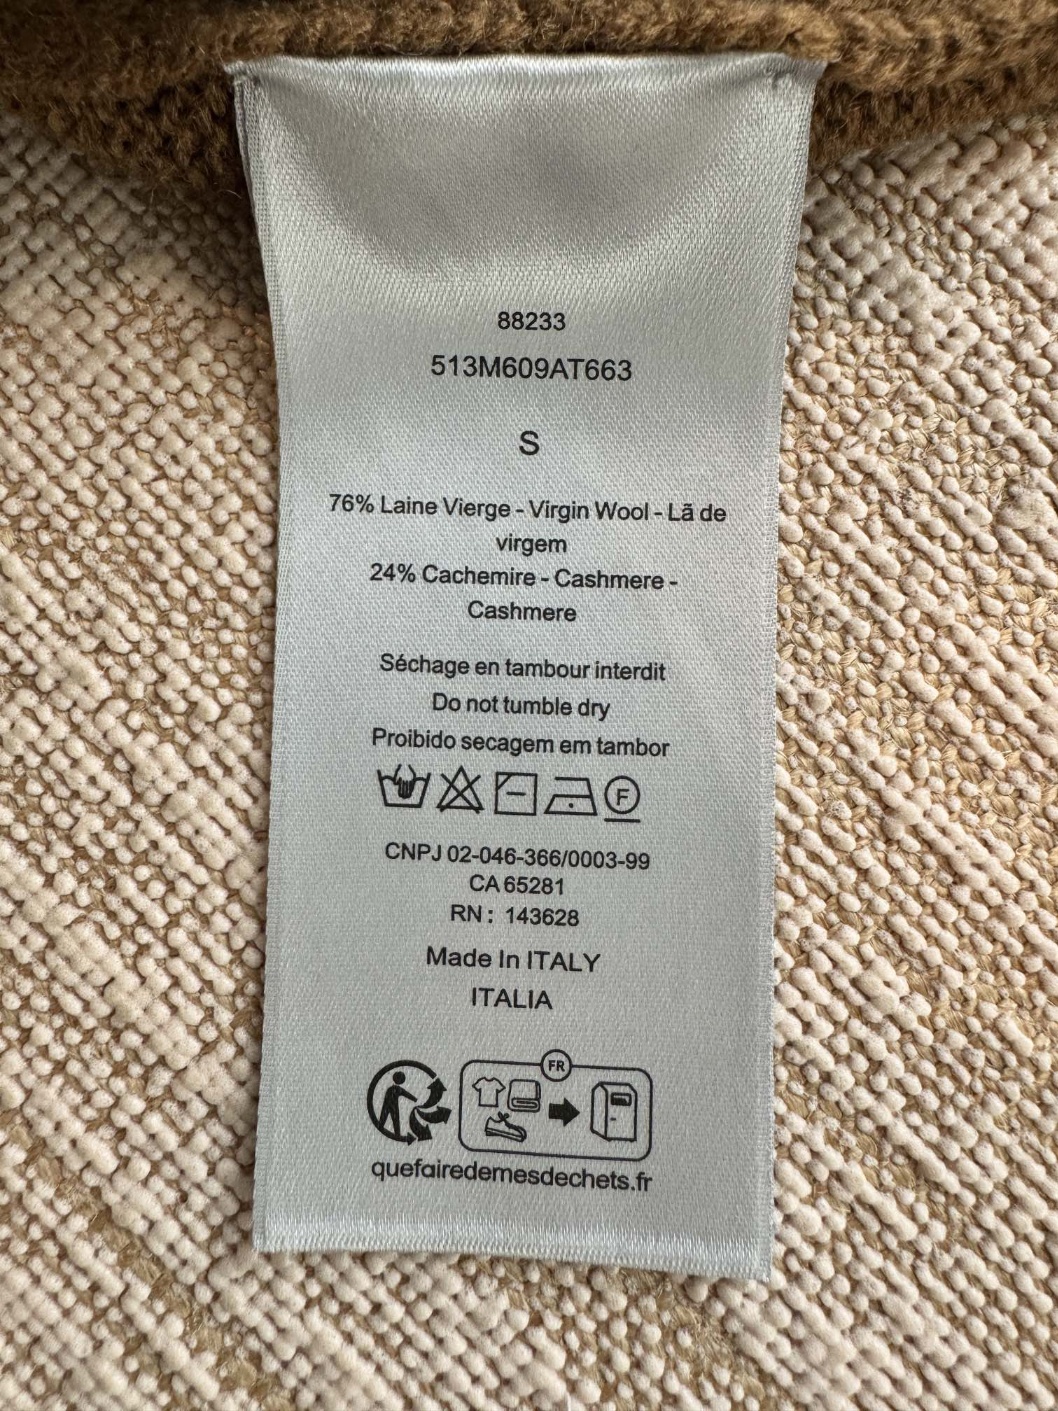 88233
513M609AT663
S
76% Laine Vierge - Virgin Wool - Lã de
virgem
24% Cachemire - Cashmere -
Cashmere
Séchage en tambour interdit
Do not tumble dry
Proibido secagem em tambor
F
CNPJ 02-046-366/0003-99
CA 65281
RN : 143628
Made In ITALY
ITALIA
FR
quefairedemesdechets.fr